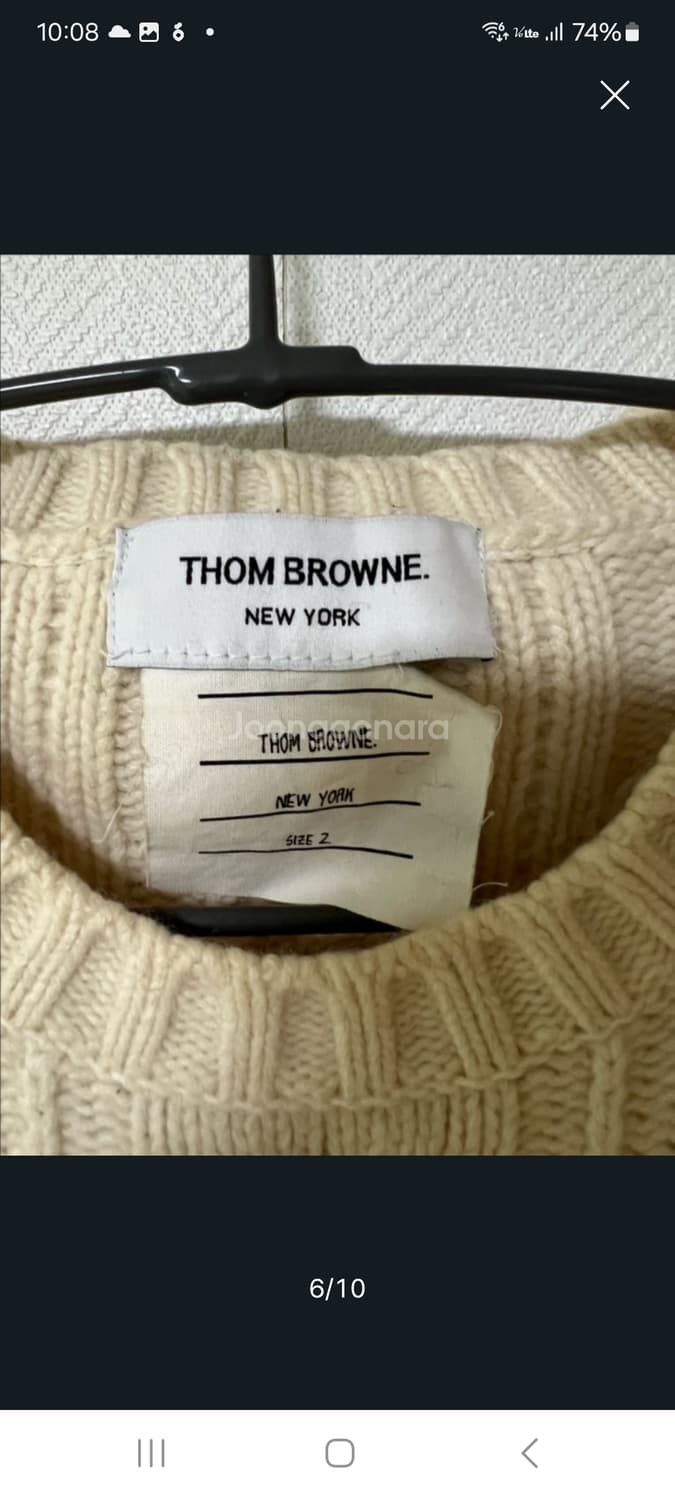 10:08
74%
THOM BROWNE.
NEW YORK
Joonggonara
THOM BROWNE.
NEW YORK
SIZE 2
6/10